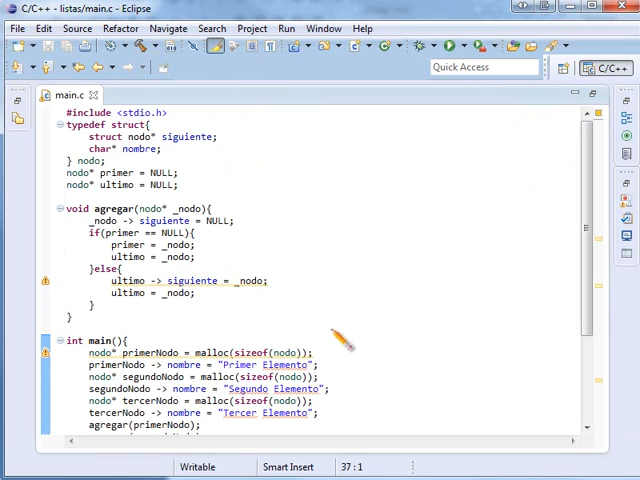 C/C++ - listas/main.c - Eclipse
File Edit Source Refactor Navigate Search Project Run Window Help
Quick Access
C/C++
main.c
#include <stdio.h>
typedef struct{
struct nodo* siguiente;
char* nombre;
} nodo;
nodo* primer = NULL;
nodo* ultimo = NULL;
void agregar(nodo* _nodo){
_nodo -> siguiente = NULL;
if(primer == NULL){
primer = _nodo;
ultimo = _nodo;
}else{
ultimo -> siguiente = _nodo;
ultimo = _nodo;
}
}
int main(){
nodo* primerNodo = malloc(sizeof(nodo));
primerNodo -> nombre = "Primer Elemento";
nodo* segundoNodo = malloc(sizeof(nodo));
segundoNodo -> nombre = "Segundo Elemento";
nodo* tercerNodo = malloc(sizeof(nodo));
tercerNodo -> nombre = "Tercer Elemento";
agregar(primerNodo);
Writable Smart Insert 37 : 1